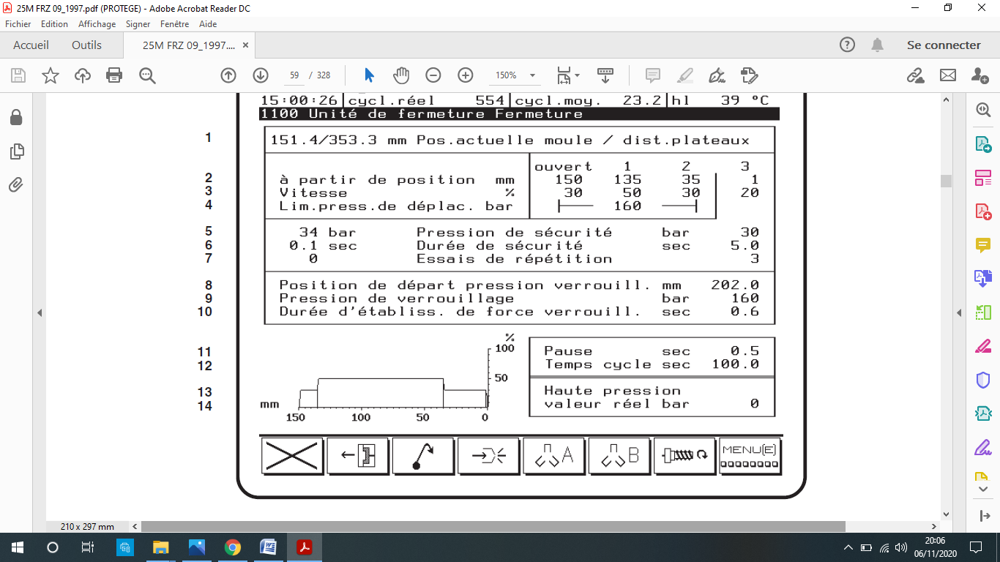 25M FRZ 09_1997.pdf (PROTEGE) - Adobe Acrobat Reader DC
Fichier Edition Affichage Signer Fenêtre Aide
Accueil Outils 25M FRZ 09_1997.... × Se connecter
59 / 328 150%
15:00:26 cycl.réel 554 cycl.moy. 23.2 hl 39 °C
1100 Unité de fermeture Fermeture
1 151.4/353.3 mm Pos.actuelle moule / dist.plateaux
ouvert 1 2 3
2 à partir de position mm 150 135 35 1
3 Vitesse % 30 50 30 20
4 Lim.press.de déplac. bar 160
5 34 bar Pression de sécurité bar 30
6 0.1 sec Durée de sécurité sec 5.0
7 0 Essais de répétition 3
8 Position de départ pression verrouill. mm 202.0
9 Pression de verrouillage bar 160
10 Durée d'établiss. de force verrouill. sec 0.6
%
100
50
mm
150 100 50 0
11 Pause sec 0.5
12 Temps cycle sec 100.0
13 Haute pression
14 valeur réel bar 0
A B MENU(E)
210 x 297 mm
20:06
06/11/2020